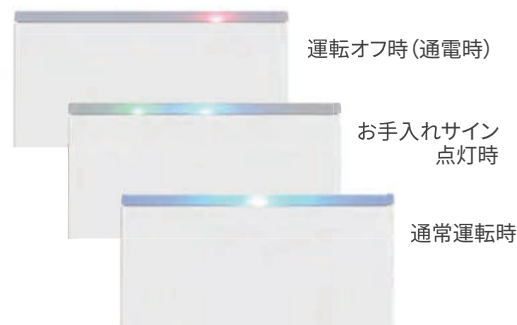 運転オフ時（通電時）
お手入れサイン
点灯時
通常運転時